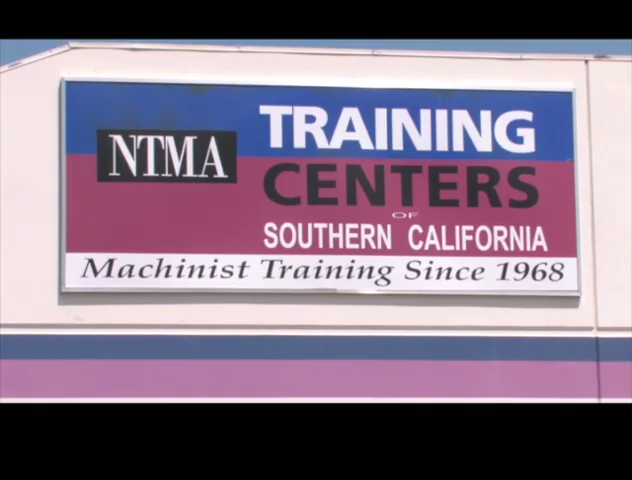 NTMA
TRAINING
CENTERS
OF
SOUTHERN CALIFORNIA
Machinist Training Since 1968